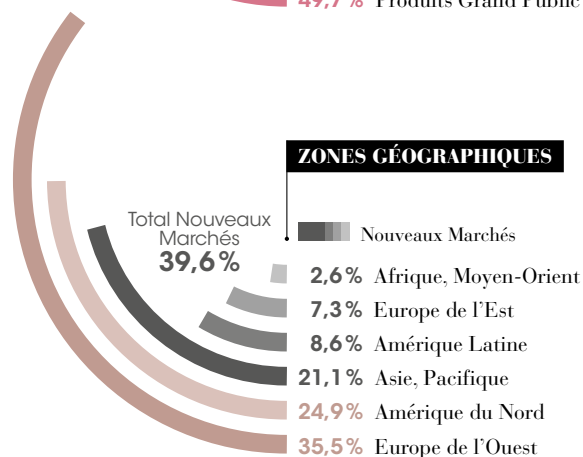 49,7% Produits Grand Public
ZONES GÉOGRAPHIQUES
Nouveaux Marchés
Total Nouveaux
Marchés
39,6%
2,6% Afrique, Moyen-Orient
7,3% Europe de l'Est
8,6% Amérique Latine
21,1% Asie, Pacifique
24,9% Amérique du Nord
35,5% Europe de l'Ouest